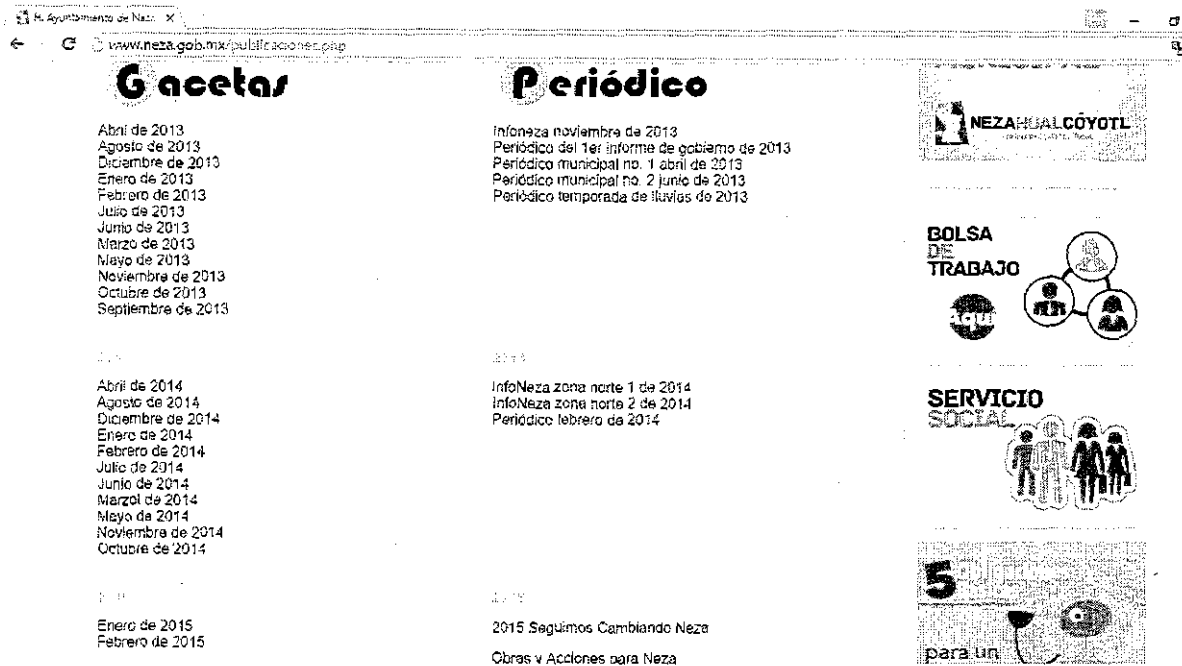 H. Ayuntamiento de Neza
www.neza.gob.mx/publicaciones.php
Gacetas
Abril de 2013
Agosto de 2013
Diciembre de 2013
Enero de 2013
Febrero de 2013
Julio de 2013
Junio de 2013
Marzo de 2013
Mayo de 2013
Noviembre de 2013
Octubre de 2013
Septiembre de 2013
Abril de 2014
Agosto de 2014
Diciembre de 2014
Enero de 2014
Febrero de 2014
Julio de 2014
Junio de 2014
Marzol de 2014
Mayo de 2014
Noviembre de 2014
Octubre de 2014
Enero de 2015
Febrero de 2015
Periódico
Infoneza noviembre de 2013
Periódico del 1er informe de gobierno de 2013
Periódico municipal no. 1 abril de 2013
Periódico municipal no. 2 junio de 2013
Periódico temporada de lluvias de 2013
InfoNeza zona norte 1 de 2014
InfoNeza zona norte 2 de 2014
Periódico febrero de 2014
2015 Seguimos Cambiando Neza
Obras y Acciones para Neza
NEZAHUALCÓYOTL
BOLSA
DE
TRABAJO
Aquí
SERVICIO
SOCIAL
5
para un